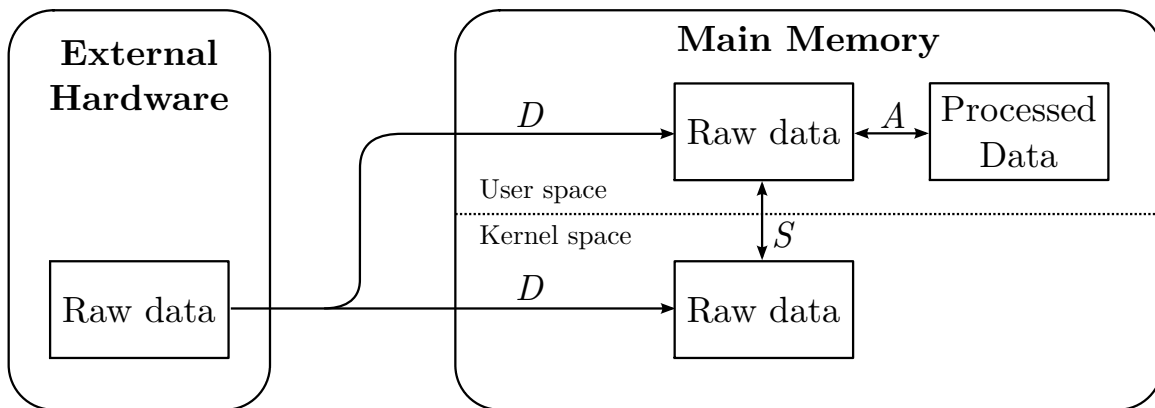 External
Hardware
Raw data
Main Memory
D
Raw data
A
Processed
Data
User space
Kernel space
S
D
Raw data